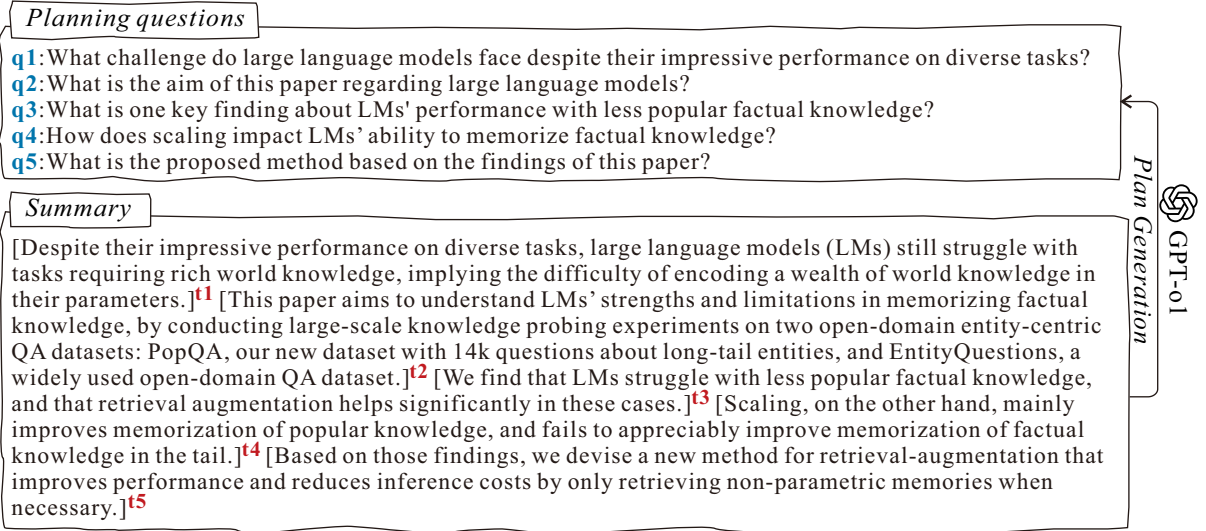 Planning questions
q1:What challenge do large language models face despite their impressive performance on diverse tasks?
q2:What is the aim of this paper regarding large language models?
q3:What is one key finding about LMs' performance with less popular factual knowledge?
q4:How does scaling impact LMs' ability to memorize factual knowledge?
q5:What is the proposed method based on the findings of this paper?
Plan Generation
GPT-o1
Summary
[Despite their impressive performance on diverse tasks, large language models (LMs) still struggle with
tasks requiring rich world knowledge, implying the difficulty of encoding a wealth of world knowledge in
their parameters.]t1 [This paper aims to understand LMs' strengths and limitations in memorizing factual
knowledge, by conducting large-scale knowledge probing experiments on two open-domain entity-centric
QA datasets: PopQA, our new dataset with 14k questions about long-tail entities, and EntityQuestions, a
widely used open-domain QA dataset.]t2 [We find that LMs struggle with less popular factual knowledge,
and that retrieval augmentation helps significantly in these cases.]t3 [Scaling, on the other hand, mainly
improves memorization of popular knowledge, and fails to appreciably improve memorization of factual
knowledge in the tail.]t4 [Based on those findings, we devise a new method for retrieval-augmentation that
improves performance and reduces inference costs by only retrieving non-parametric memories when
necessary.]t5